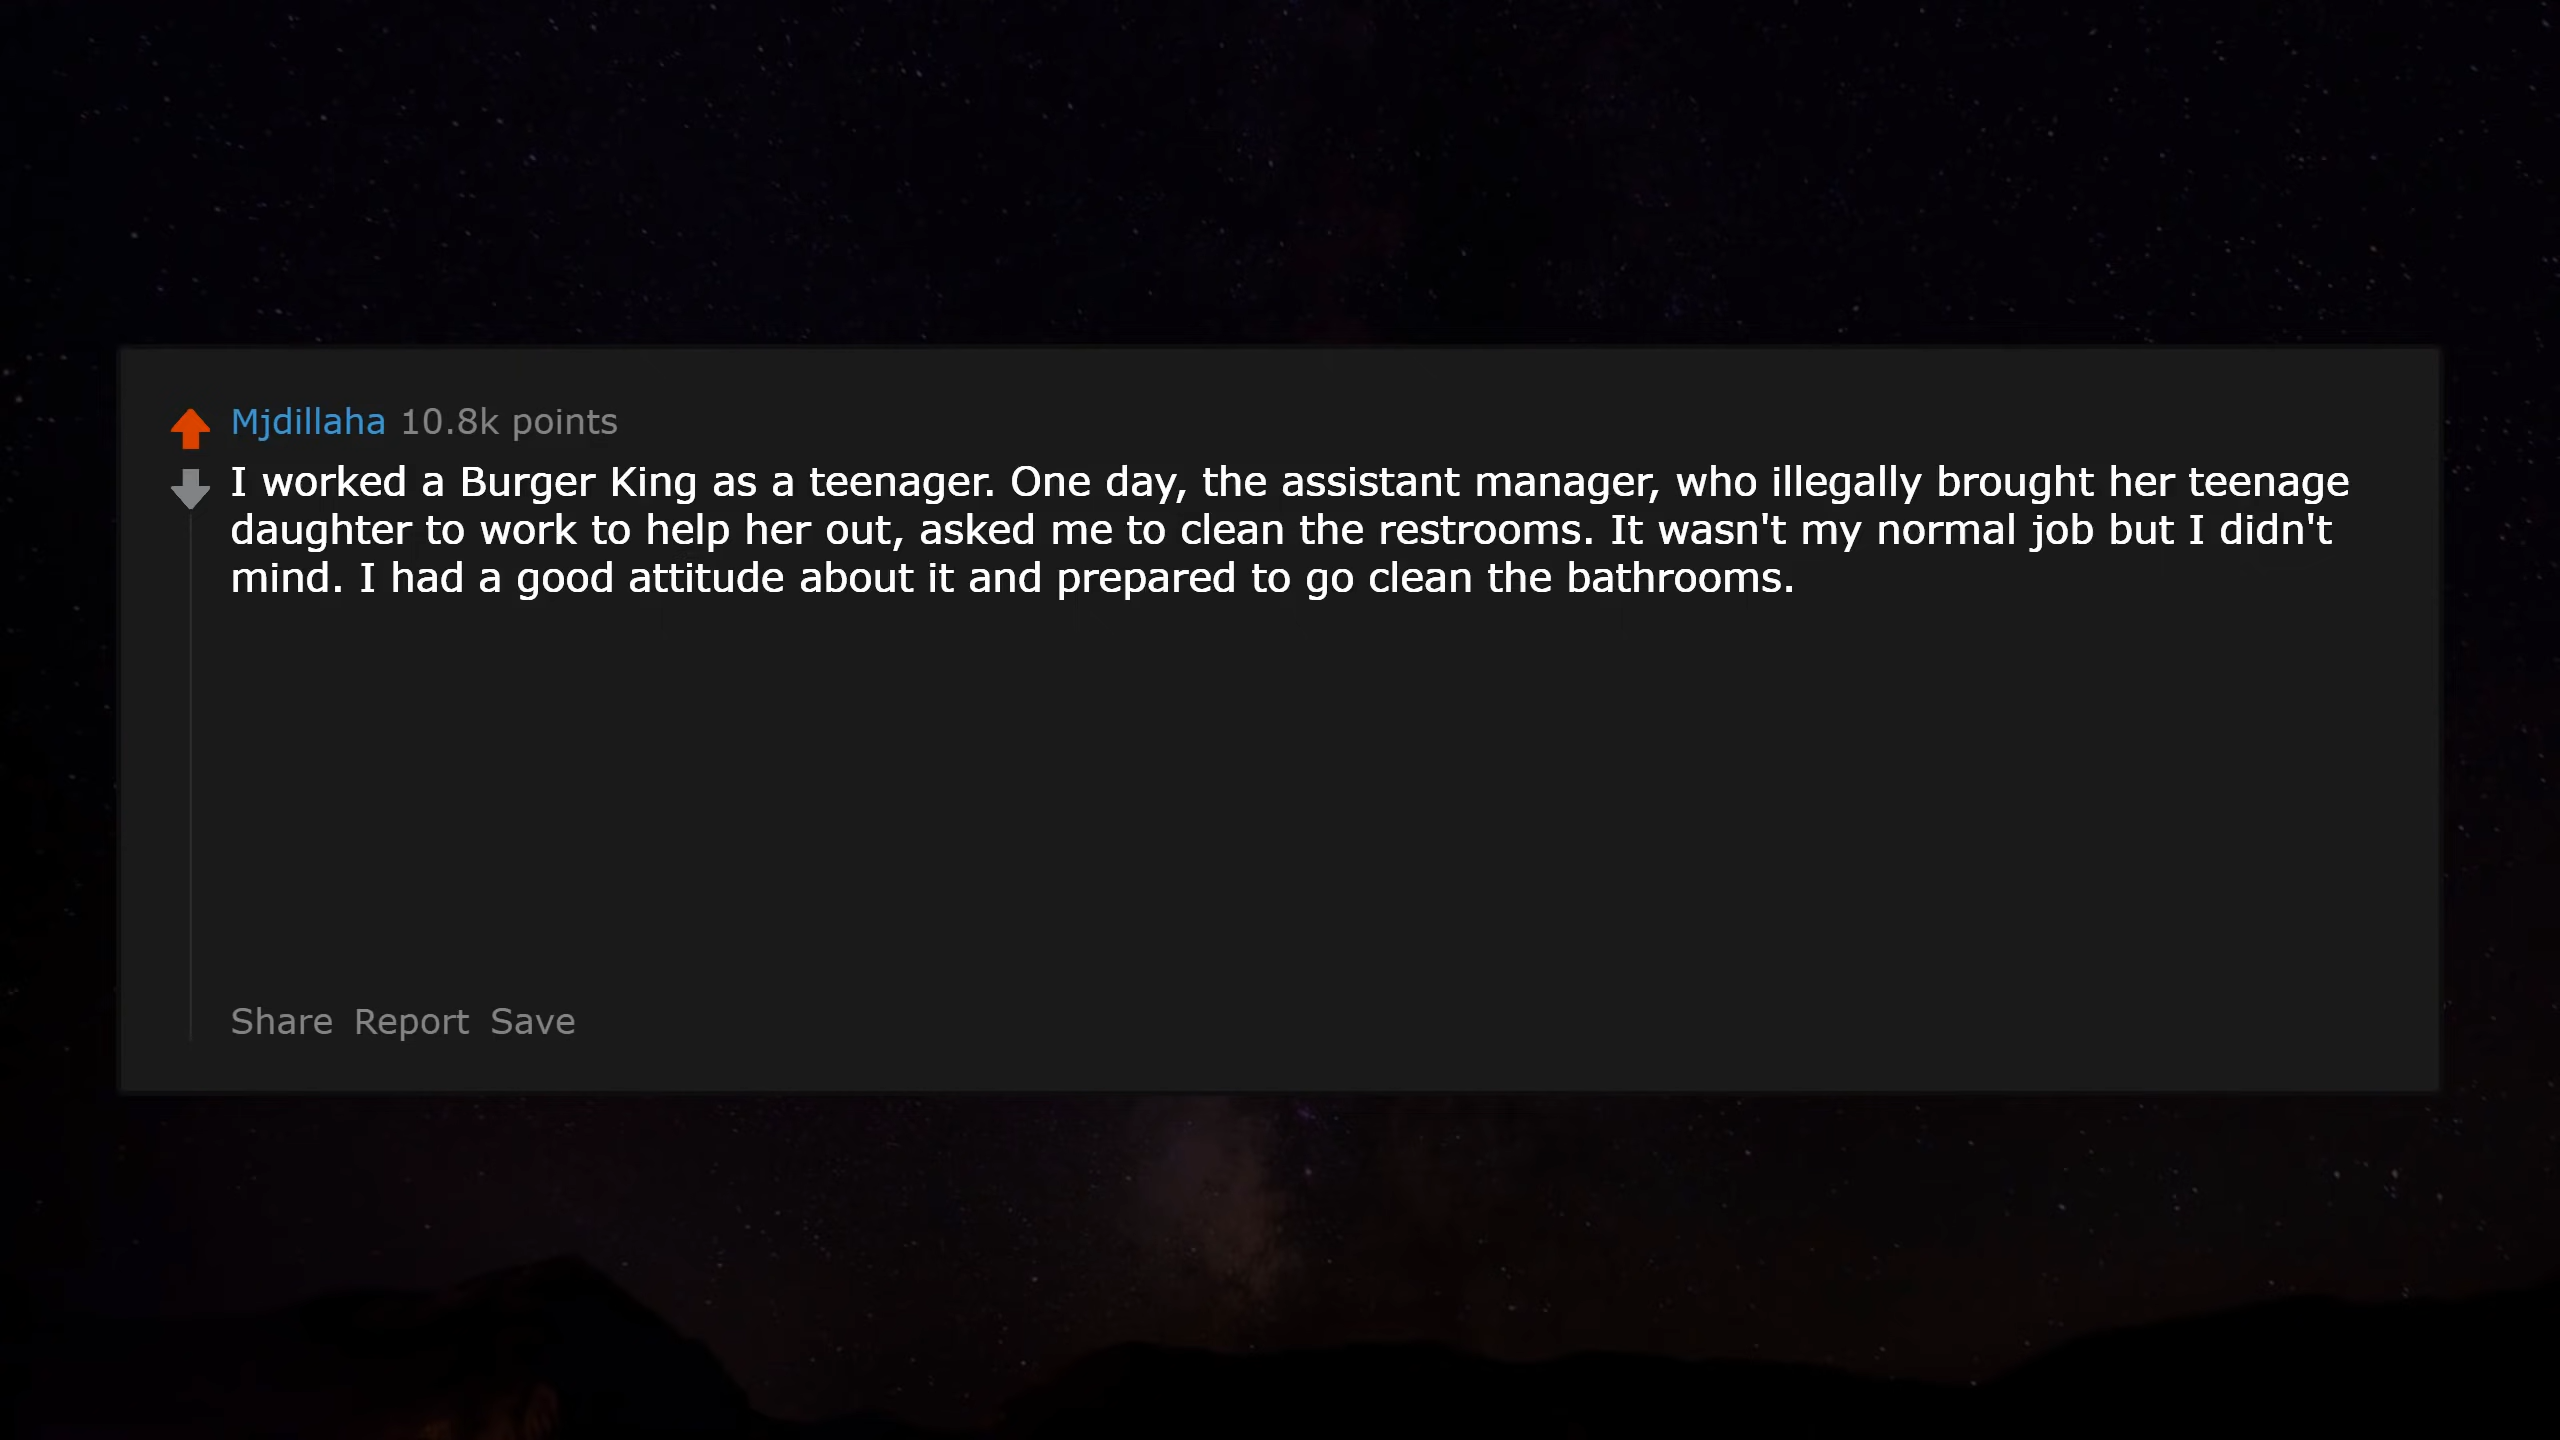 Mjdillaha 10.8k points
I worked a Burger King as a teenager. One day, the assistant manager, who illegally brought her teenage
daughter to work to help her out, asked me to clean the restrooms. It wasn't my normal job but I didn't
mind. I had a good attitude about it and prepared to go clean the bathrooms.
Share Report Save